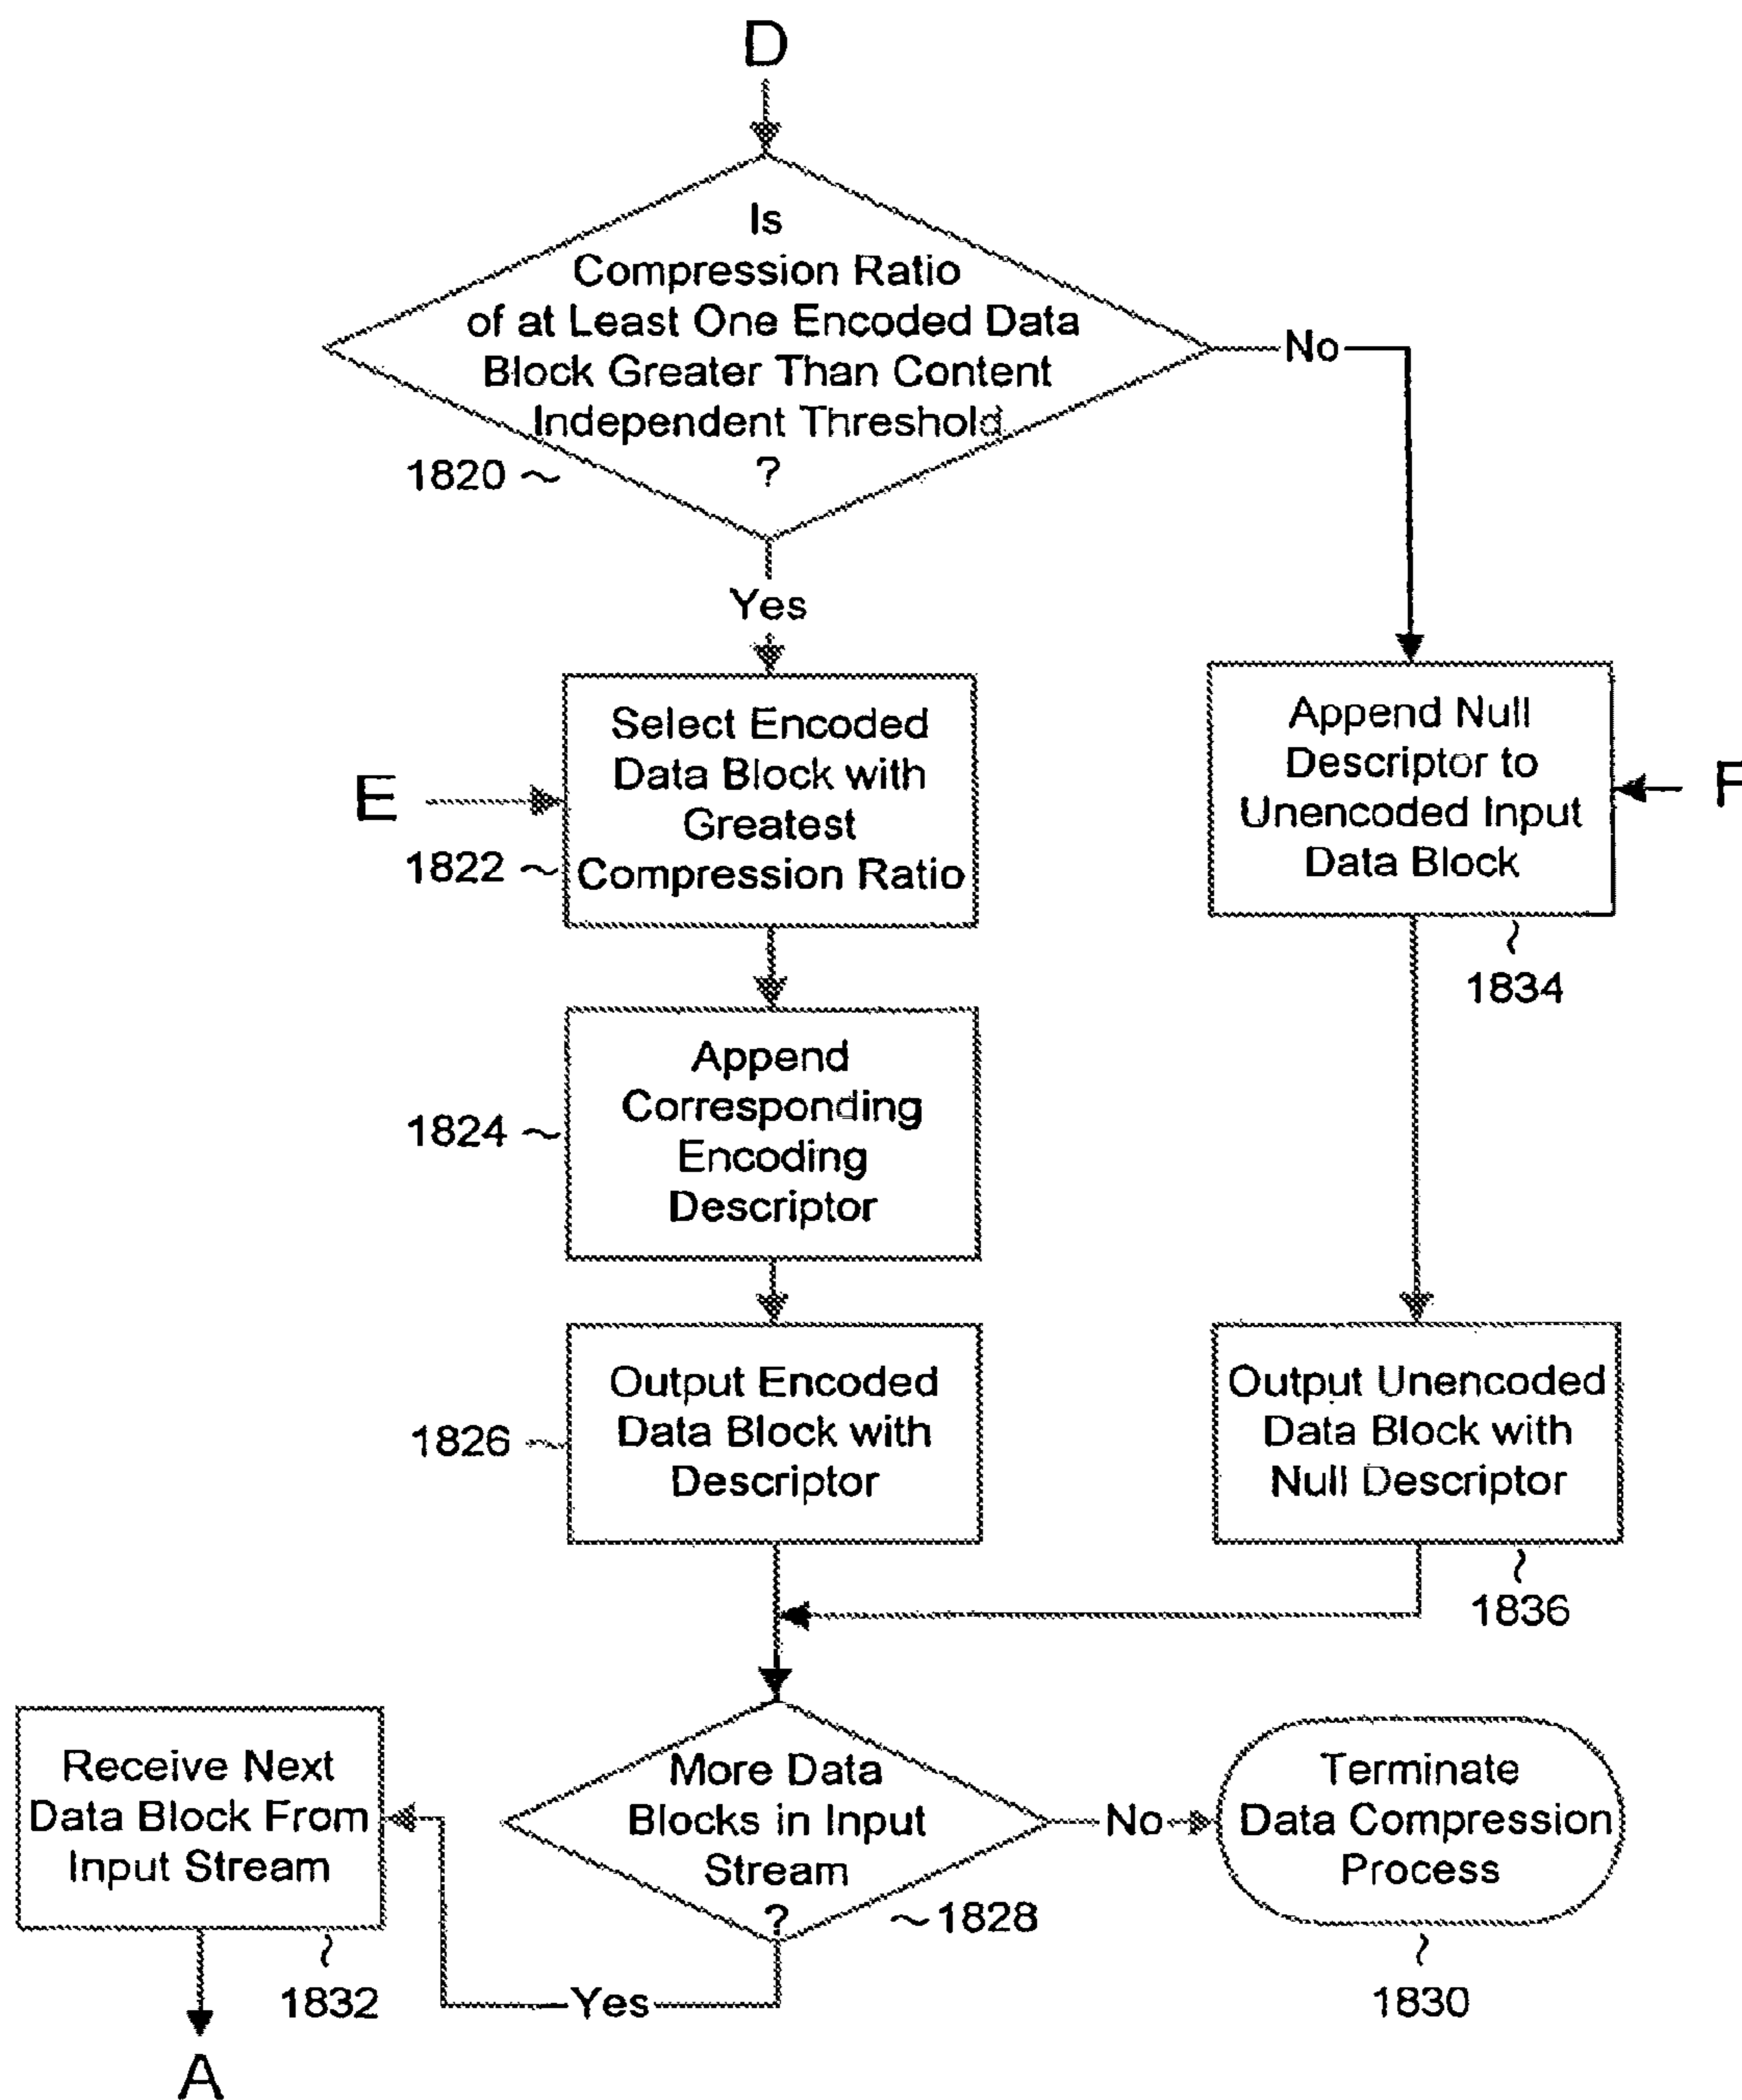 D
Is
Compression Ratio
of at Least One Encoded Data
Block Greater Than Content
Independent Threshold
?
1820
No
Yes
E
Select Encoded
Data Block with
Greatest
Compression Ratio
1822
Append Null
Descriptor to
Unencoded Input
Data Block
F
1834
Append
Corresponding
Encoding
Descriptor
1824
Output Encoded
Data Block with
Descriptor
1826
Output Unencoded
Data Block with
Null Descriptor
1836
Receive Next
Data Block From
Input Stream
1832
More Data
Blocks in Input
Stream
?
1828
No
Terminate
Data Compression
Process
1830
Yes
A